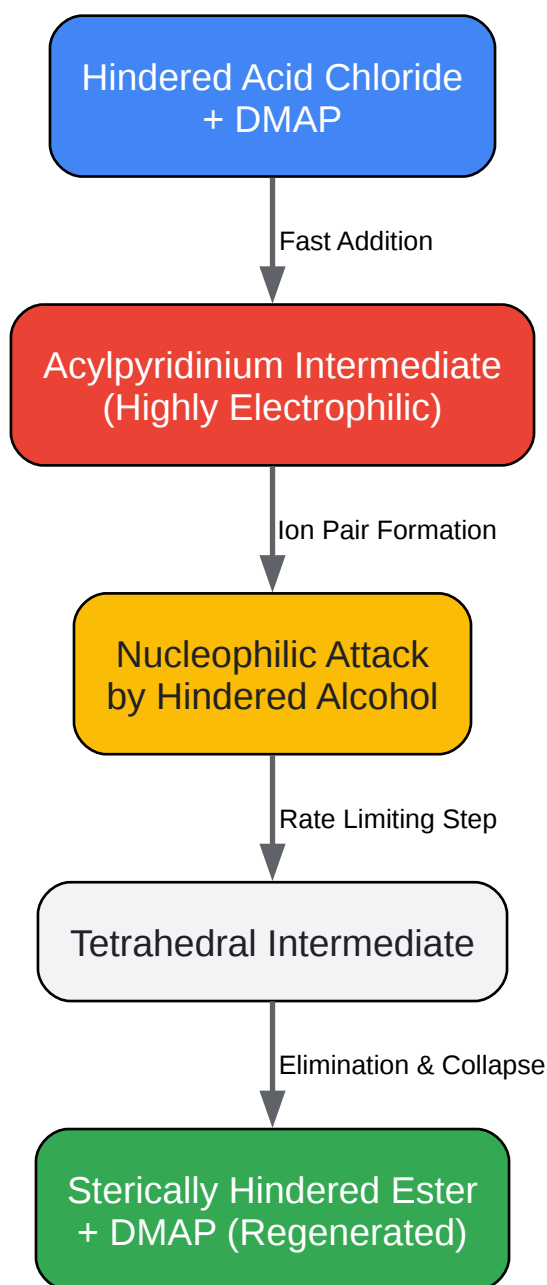 Hindered Acid Chloride
+ DMAP
Fast Addition
Acylpyridinium Intermediate
(Highly Electrophilic)
Ion Pair Formation
Nucleophilic Attack
by Hindered Alcohol
Rate Limiting Step
Tetrahedral Intermediate
Elimination & Collapse
Sterically Hindered Ester
+ DMAP (Regenerated)